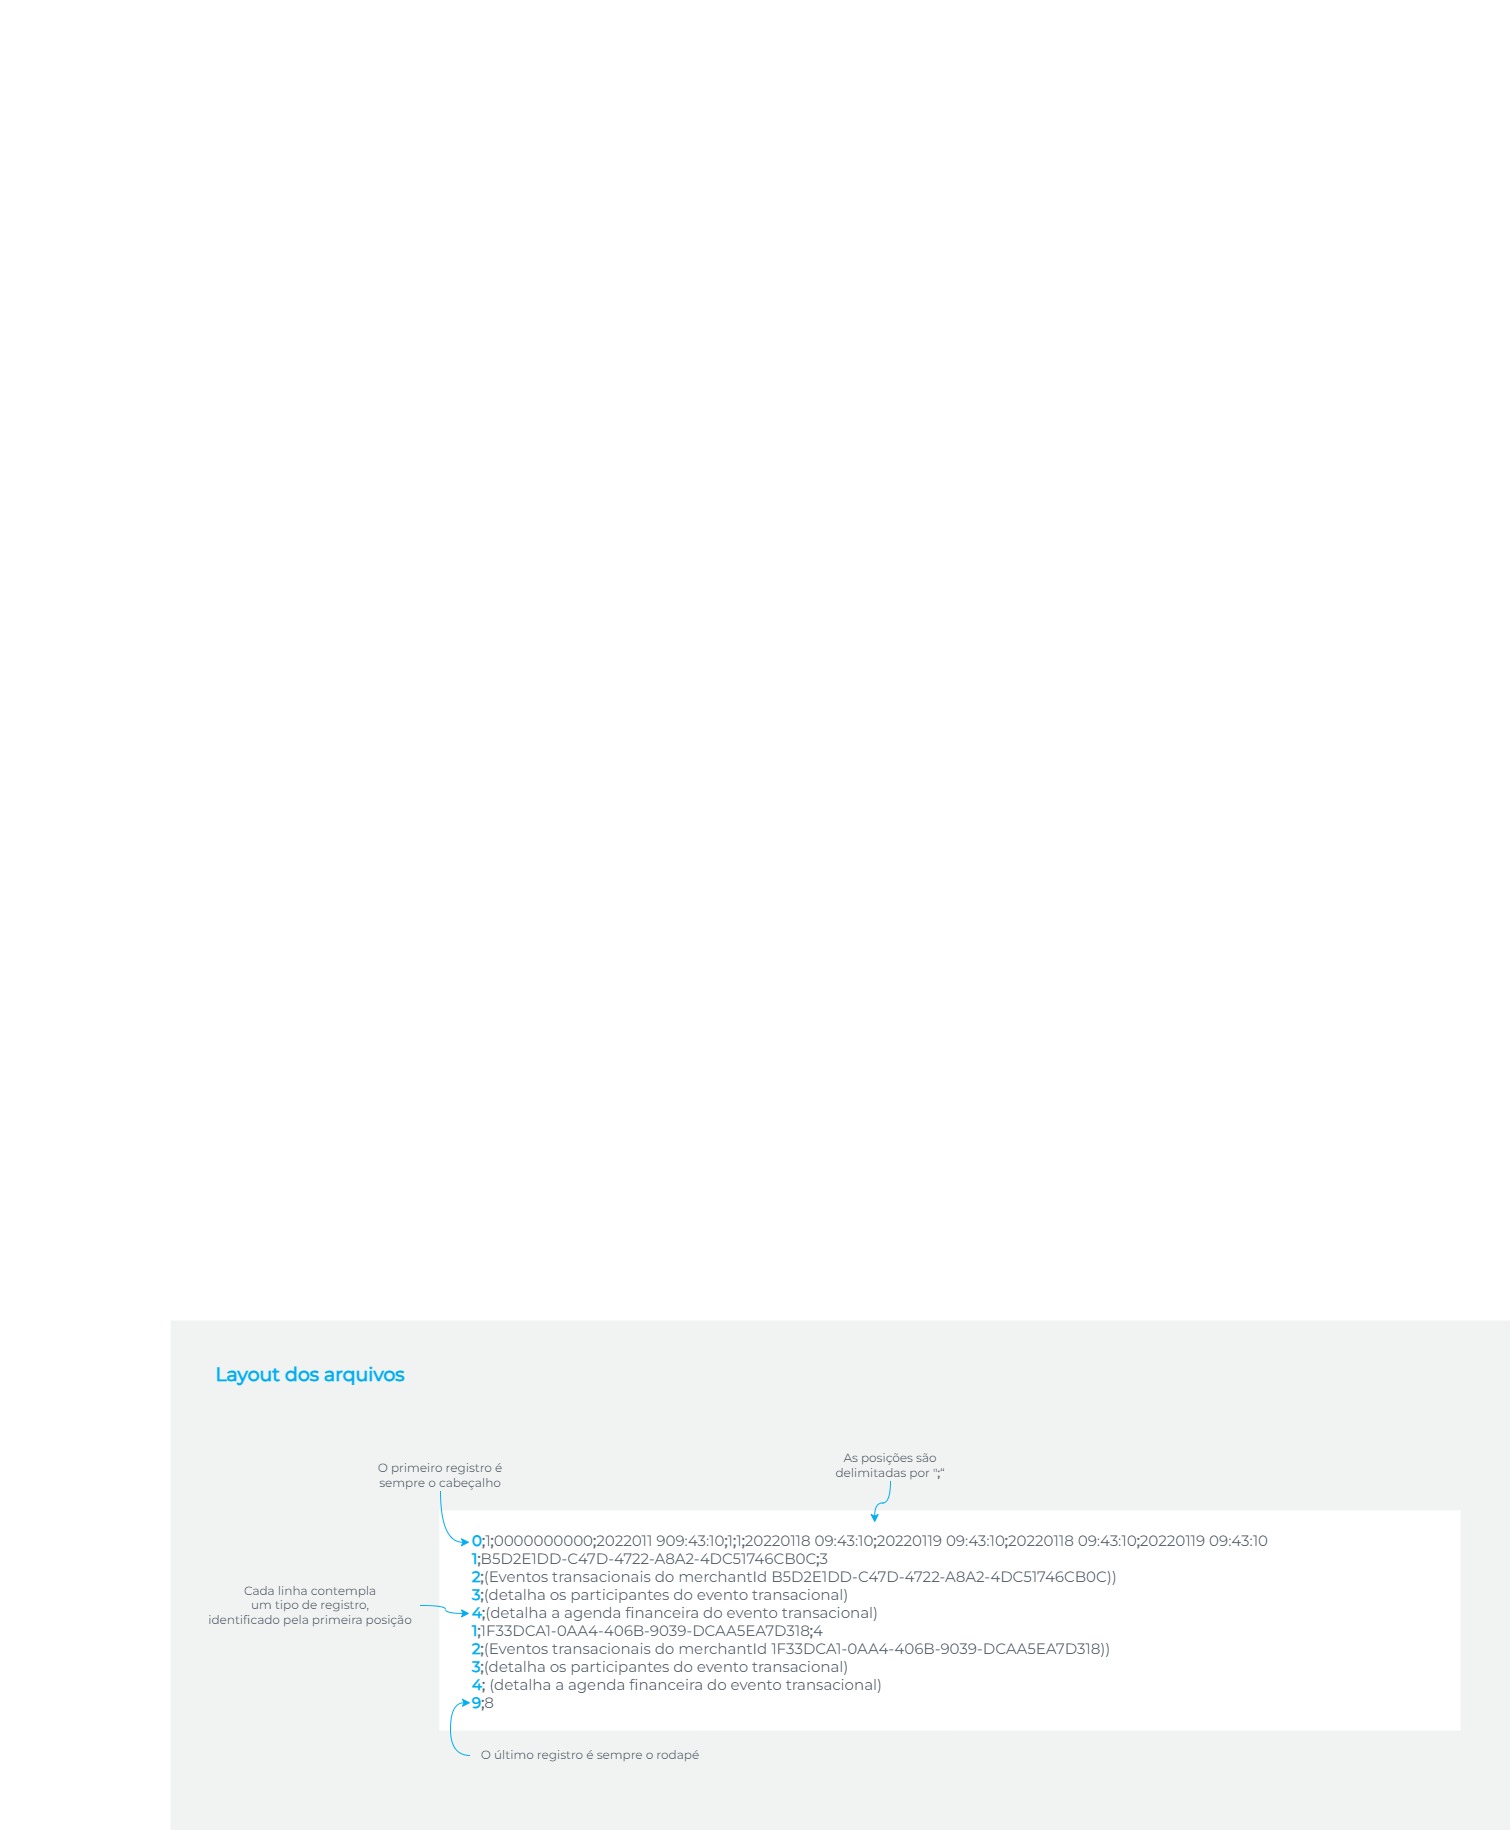 Layout dos arquivos
O primeiro registro é
sempre o cabeçalho
As posições são
delimitadas por ";“
0;1;0000000000;2022011 909:43:10;1;1;20220118 09:43:10;20220119 09:43:10;20220118 09:43:10;20220119 09:43:10
1;B5D2E1DD-C47D-4722-A8A2-4DC51746CB0C;3
2;(Eventos transacionais do merchantId B5D2E1DD-C47D-4722-A8A2-4DC51746CB0C))
3;(detalha os participantes do evento transacional)
4;(detalha a agenda financeira do evento transacional)
1;1F33DCA1-0AA4-406B-9039-DCAA5EA7D318;4
2;(Eventos transacionais do merchantId 1F33DCA1-0AA4-406B-9039-DCAA5EA7D318))
3;(detalha os participantes do evento transacional)
4; (detalha a agenda financeira do evento transacional)
9;8
Cada linha contempla
um tipo de registro,
identificado pela primeira posição
O último registro é sempre o rodapé